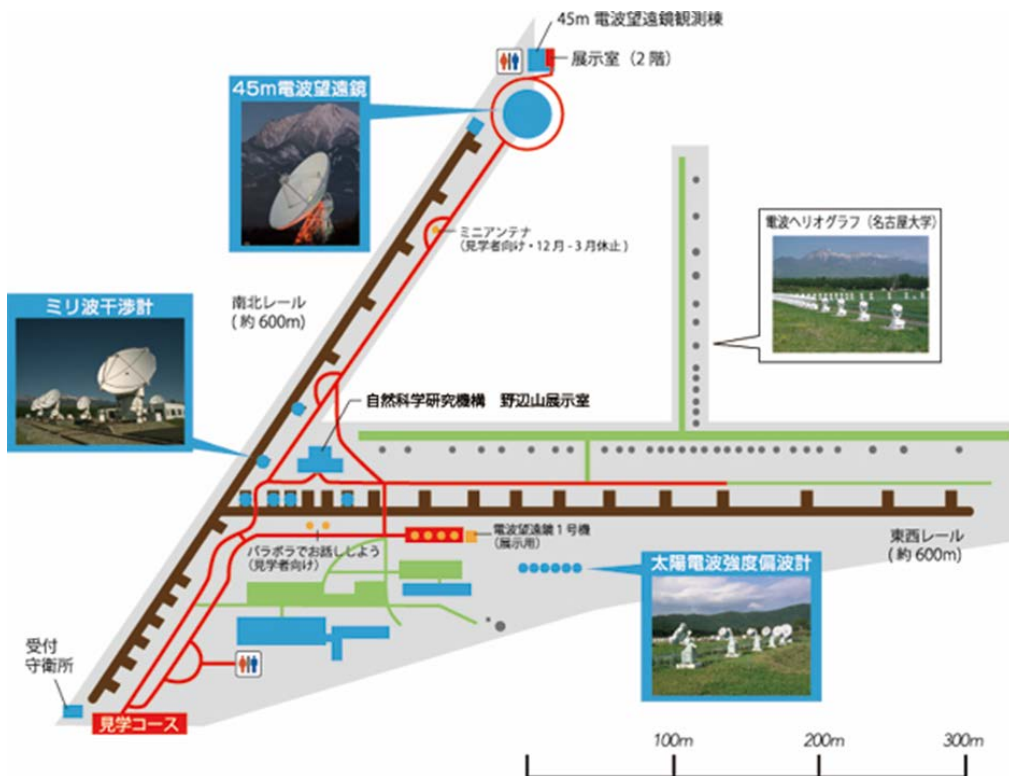 45m 電波望遠鏡観測棟
展示室（2 階）
45m電波望遠鏡
ミニアンテナ
（見学者向け・12 月 - 3 月休止）
電波ヘリオグラフ（名古屋大学）
南北レール
( 約 600m)
ミリ波干渉計
自然科学研究機構　野辺山展示室
電波望遠鏡 1 号機
（展示用）
パラボラでお話ししよう
（見学者向け）
東西レール
( 約 600m)
太陽電波強度偏波計
受付
守衛所
見学コース
100m
200m
300m